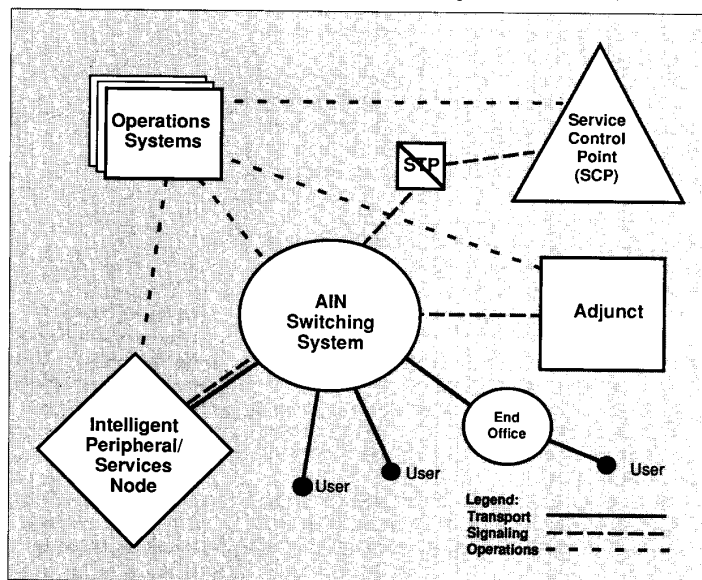 Operations
Systems
STP
Service
Control
Point
(SCP)
AIN
Switching
System
Adjunct
Intelligent
Peripheral/
Services
Node
End
Office
User
User
User
Legend:
Transport
Signaling
Operations